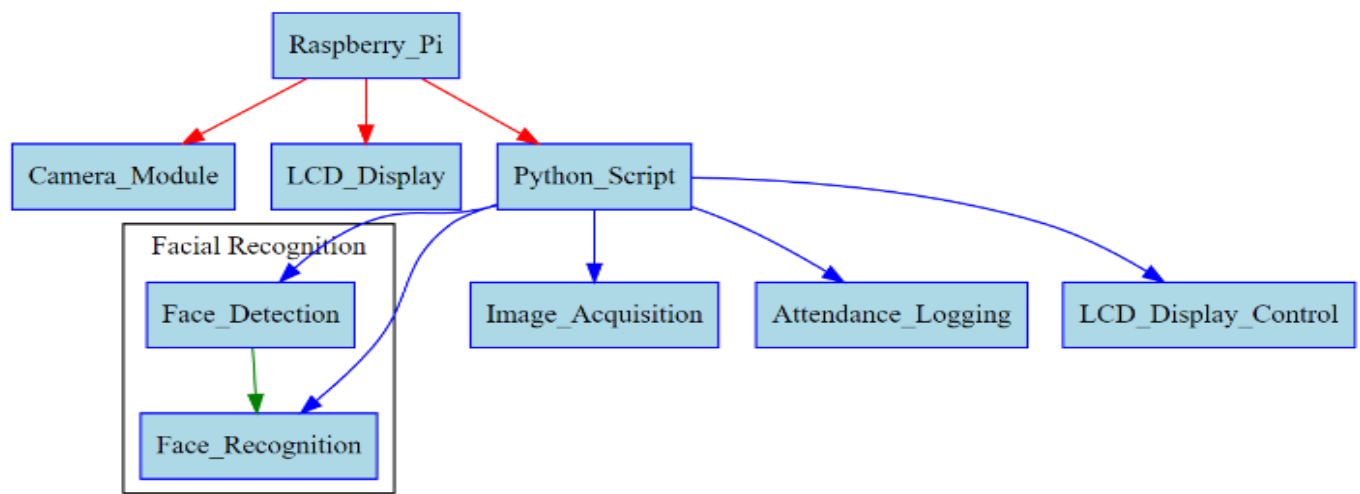 Raspberry_Pi
Camera_Module
LCD_Display
Python_Script
Facial Recognition
Face_Detection
Image_Acquisition
Attendance_Logging
LCD_Display_Control
Face_Recognition